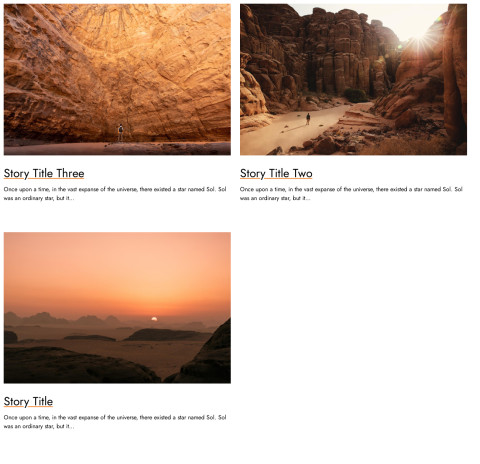 Story Title Three
Once upon a time, in the vast expanse of the universe, there existed a star named Sol. Sol
was an ordinary star, but it...
Story Title Two
Once upon a time, in the vast expanse of the universe, there existed a star named Sol. Sol
was an ordinary star, but it...
Story Title
Once upon a time, in the vast expanse of the universe, there existed a star named Sol. Sol
was an ordinary star, but it...